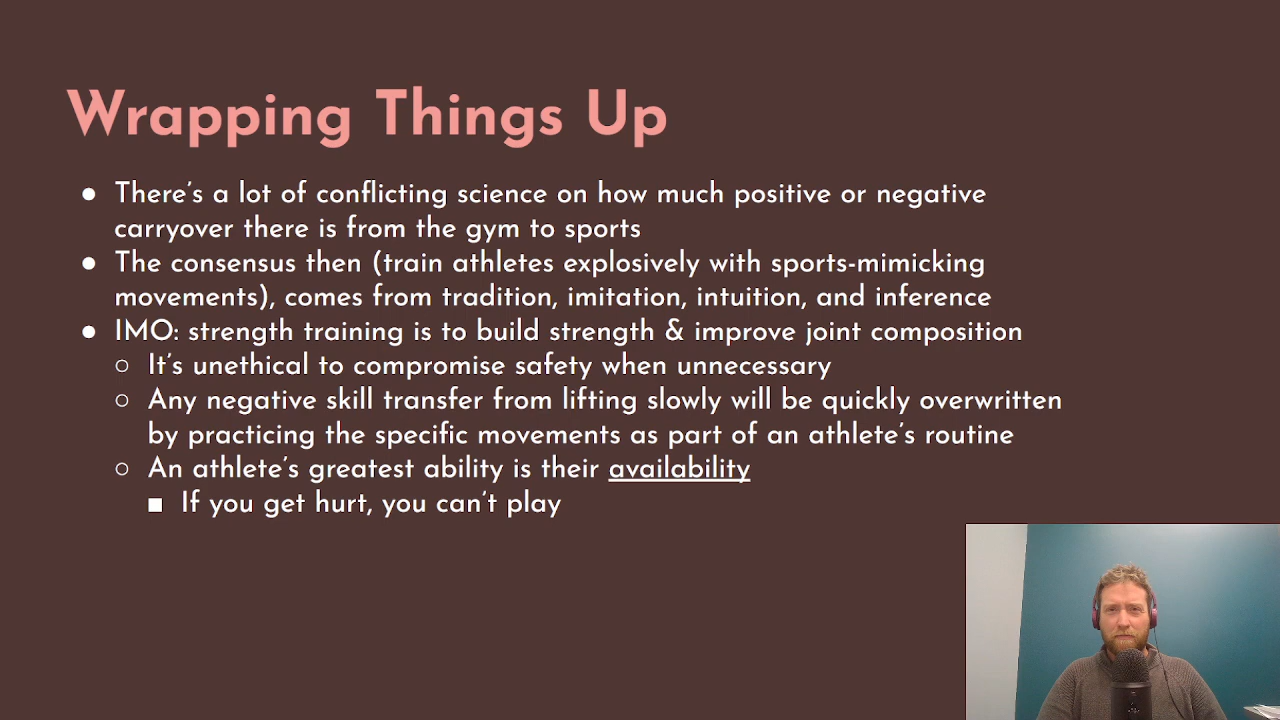 Wrapping Things Up
● There's a lot of conflicting science on how much positive or negative
carryover there is from the gym to sports
● The consensus then (train athletes explosively with sports-mimicking
movements), comes from tradition, imitation, intuition, and inference
● IMO: strength training is to build strength & improve joint composition
○ It's unethical to compromise safety when unnecessary
○ Any negative skill transfer from lifting slowly will be quickly overwritten
by practicing the specific movements as part of an athlete's routine
○ An athlete's greatest ability is their availability
■ If you get hurt, you can't play